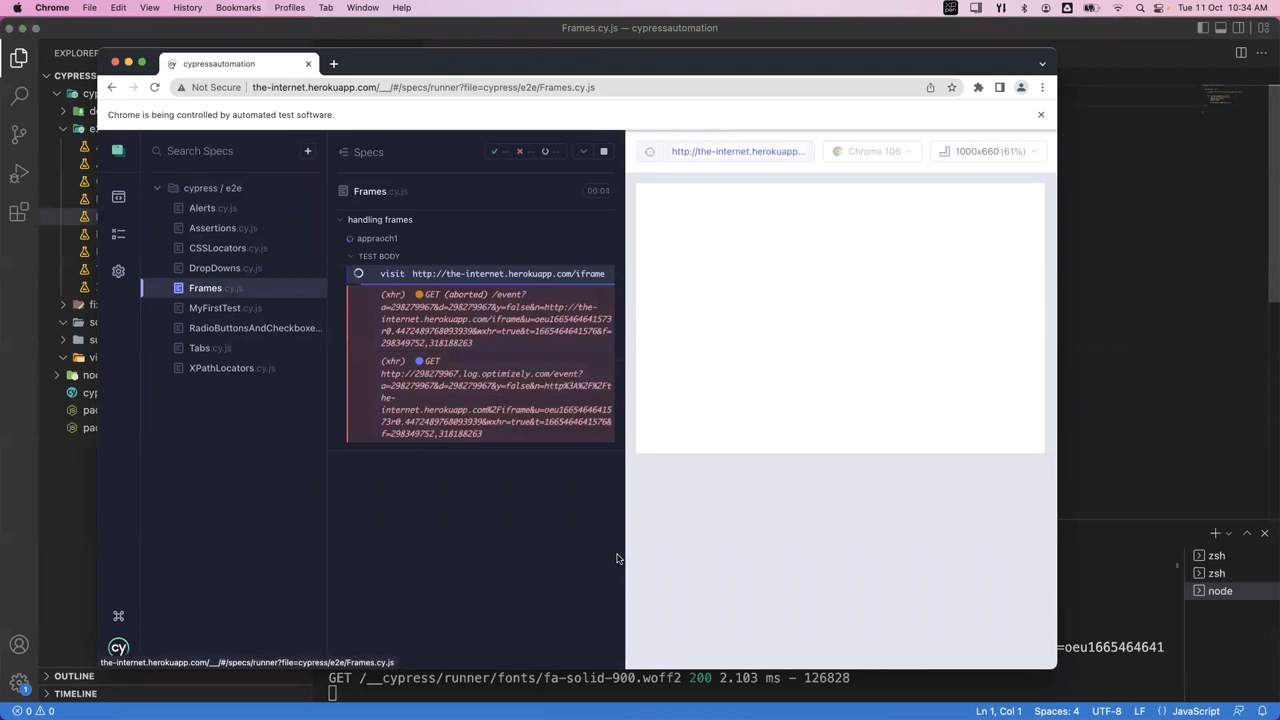 Chrome File Edit View History Bookmarks Profiles Tab Window Help
Tue 11 Oct 10:34 AM
Frames.cy.js — cypressautomation
EXPLORER
CYPRESS
cypressautomation
Not Secure the-internet.herokuapp.com/__/#/specs/runner?file=cypress/e2e/Frames.cy.js
Chrome is being controlled by automated test software.
Search Specs
cypress / e2e
Alerts.cy.js
Assertions.cy.js
CSSLocators.cy.js
DropDowns.cy.js
Frames.cy.js
MyFirstTest.cy.js
RadioButtonsAndCheckboxe...
Tabs.cy.js
XPathLocators.cy.js
Specs
-- -- --
Frames.cy.js
00:04
handling frames
appraoch1
TEST BODY
visit http://the-internet.herokuapp.com/iframe
(xhr) GET (aborted) /event?
a=298279967&d=298279967&y=false&n=http://the-
internet.herokuapp.com/iframe&u=oeu1665464641573
r0.4472489768093939&wxhr=true&t=1665464641576&f=
298349752,318188263
(xhr) GET
http://298279967.log.optimizely.com/event?
a=298279967&d=298279967&y=false&n=http%3A%2F%2Ft
he-
internet.herokuapp.com%2Fiframe&u=oeu16654646415
73r0.4472489768093939&wxhr=true&t=1665464641576&
f=298349752,318188263
http://the-internet.herokuapp...
Chrome 106
1000x660 (61%)
cy
the-internet.herokuapp.com/__/#/specs/runner?file=cypress/e2e/Frames.cy.js
zsh
zsh
node
=oeu1665464641
GET /__cypress/runner/fonts/fa-solid-900.woff2 200 2.103 ms - 126828
OUTLINE
TIMELINE
0 0
Ln 1, Col 1 Spaces: 4 UTF-8 LF {} JavaScript